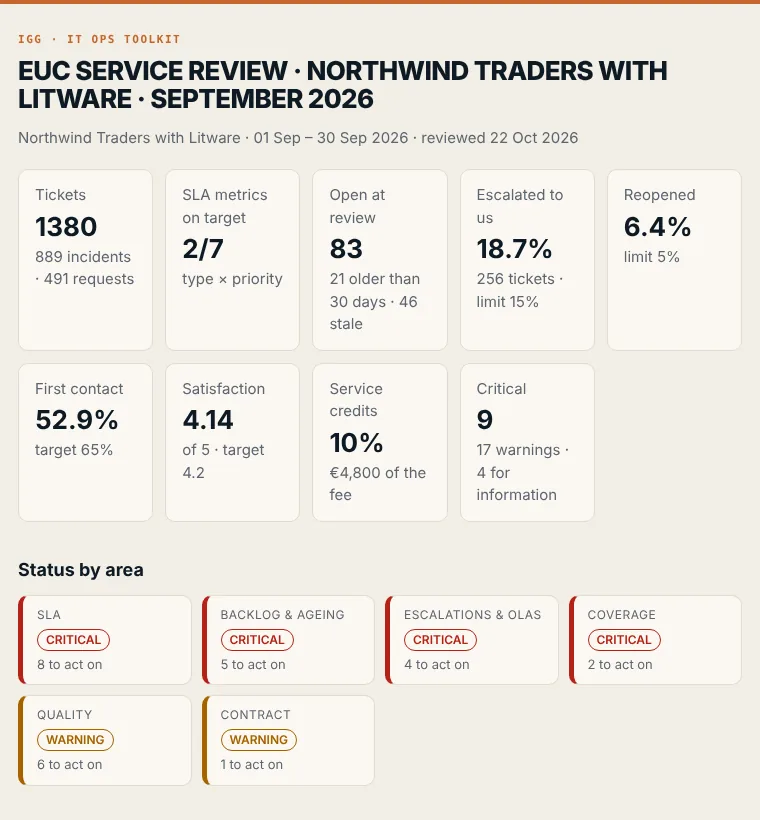 IGG · IT OPS TOOLKIT
EUC SERVICE REVIEW · NORTHWIND TRADERS WITH
LITWARE · SEPTEMBER 2026
Northwind Traders with Litware · 01 Sep – 30 Sep 2026 · reviewed 22 Oct 2026
Tickets
1380
889 incidents
· 491 requests
SLA metrics
on target
2/7
type × priority
Open at
review
83
21 older than
30 days · 46
stale
Escalated to
us
18.7%
256 tickets ·
limit 15%
Reopened
6.4%
limit 5%
First contact
52.9%
target 65%
Satisfaction
4.14
of 5 · target
4.2
Service
credits
10%
€4,800 of the
fee
Critical
9
17 warnings ·
4 for
information
Status by area
SLA
CRITICAL
8 to act on
BACKLOG & AGEING
CRITICAL
5 to act on
ESCALATIONS & OLAS
CRITICAL
4 to act on
COVERAGE
CRITICAL
2 to act on
QUALITY
WARNING
6 to act on
CONTRACT
WARNING
1 to act on